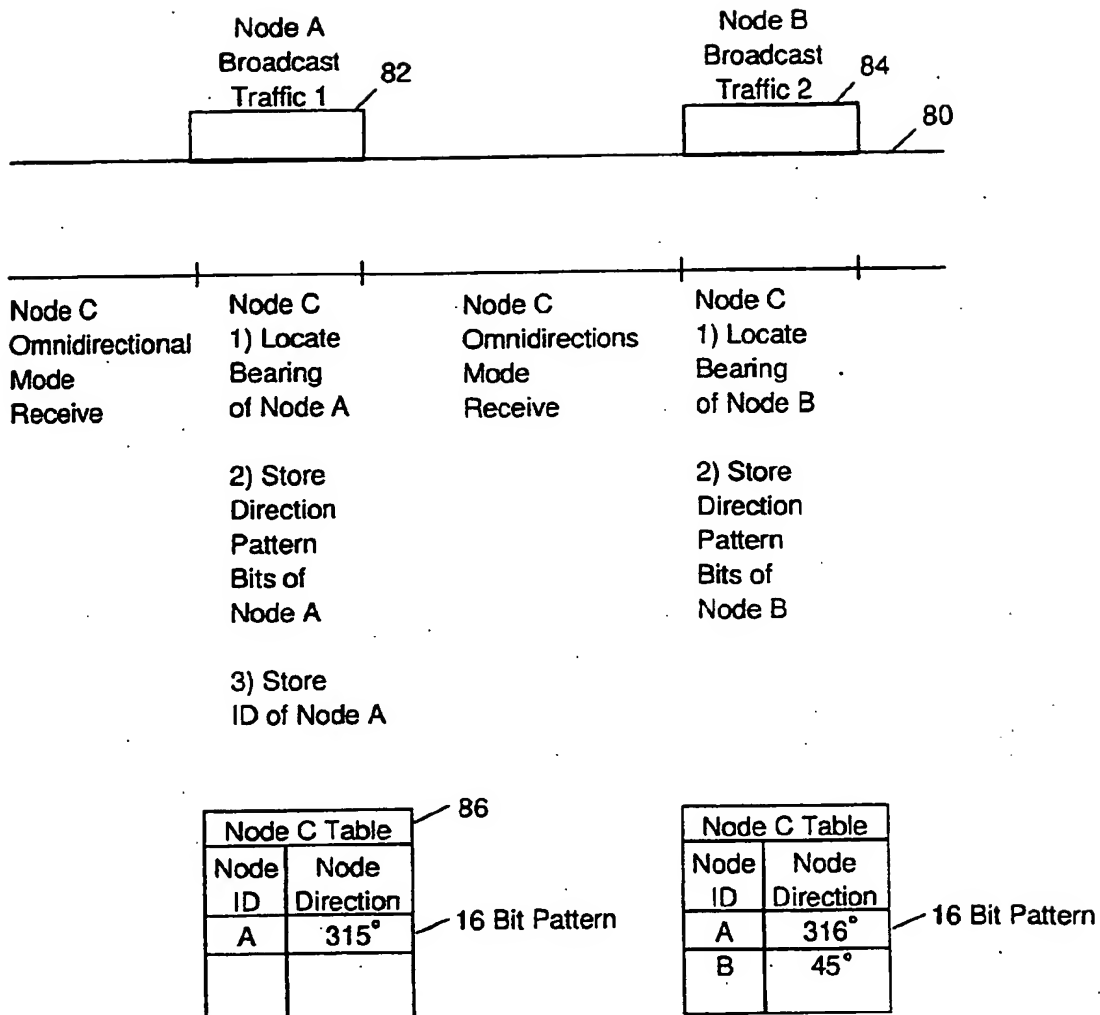 Node A
Broadcast
Traffic 1
82
Node B
Broadcast
Traffic 2
84
80
Node C
Omnidirectional
Mode
Receive
Node C
1) Locate
Bearing
of Node A
2) Store
Direction
Pattern
Bits of
Node A
3) Store
ID of Node A
Node C
Omnidirections
Mode
Receive
Node C
1) Locate
Bearing
of Node B
2) Store
Direction
Pattern
Bits of
Node B
86
Node C Table
Node ID
Node Direction
A 315°
16 Bit Pattern
Node C Table
Node ID
Node Direction
A 316°
B 45°
16 Bit Pattern